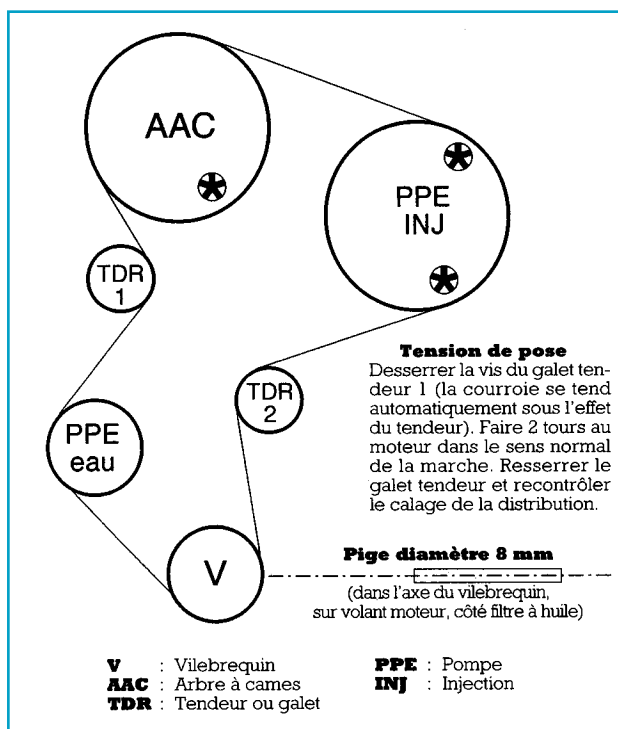 AAC
PPE
INJ
TDR
1
TDR
2
PPE
eau
V
Tension de pose
Desserrer la vis du galet ten-
deur 1 (la courroie se tend
automatiquement sous l'effet
du tendeur). Faire 2 tours au
moteur dans le sens normal
de la marche. Resserrer le
galet tendeur et recontrôler
le calage de la distribution.
Pige diamètre 8 mm
(dans l'axe du vilebrequin,
sur volant moteur, côté filtre à huile)
V : Vilebrequin
AAC : Arbre à cames
TDR : Tendeur ou galet
PPE : Pompe
INJ : Injection